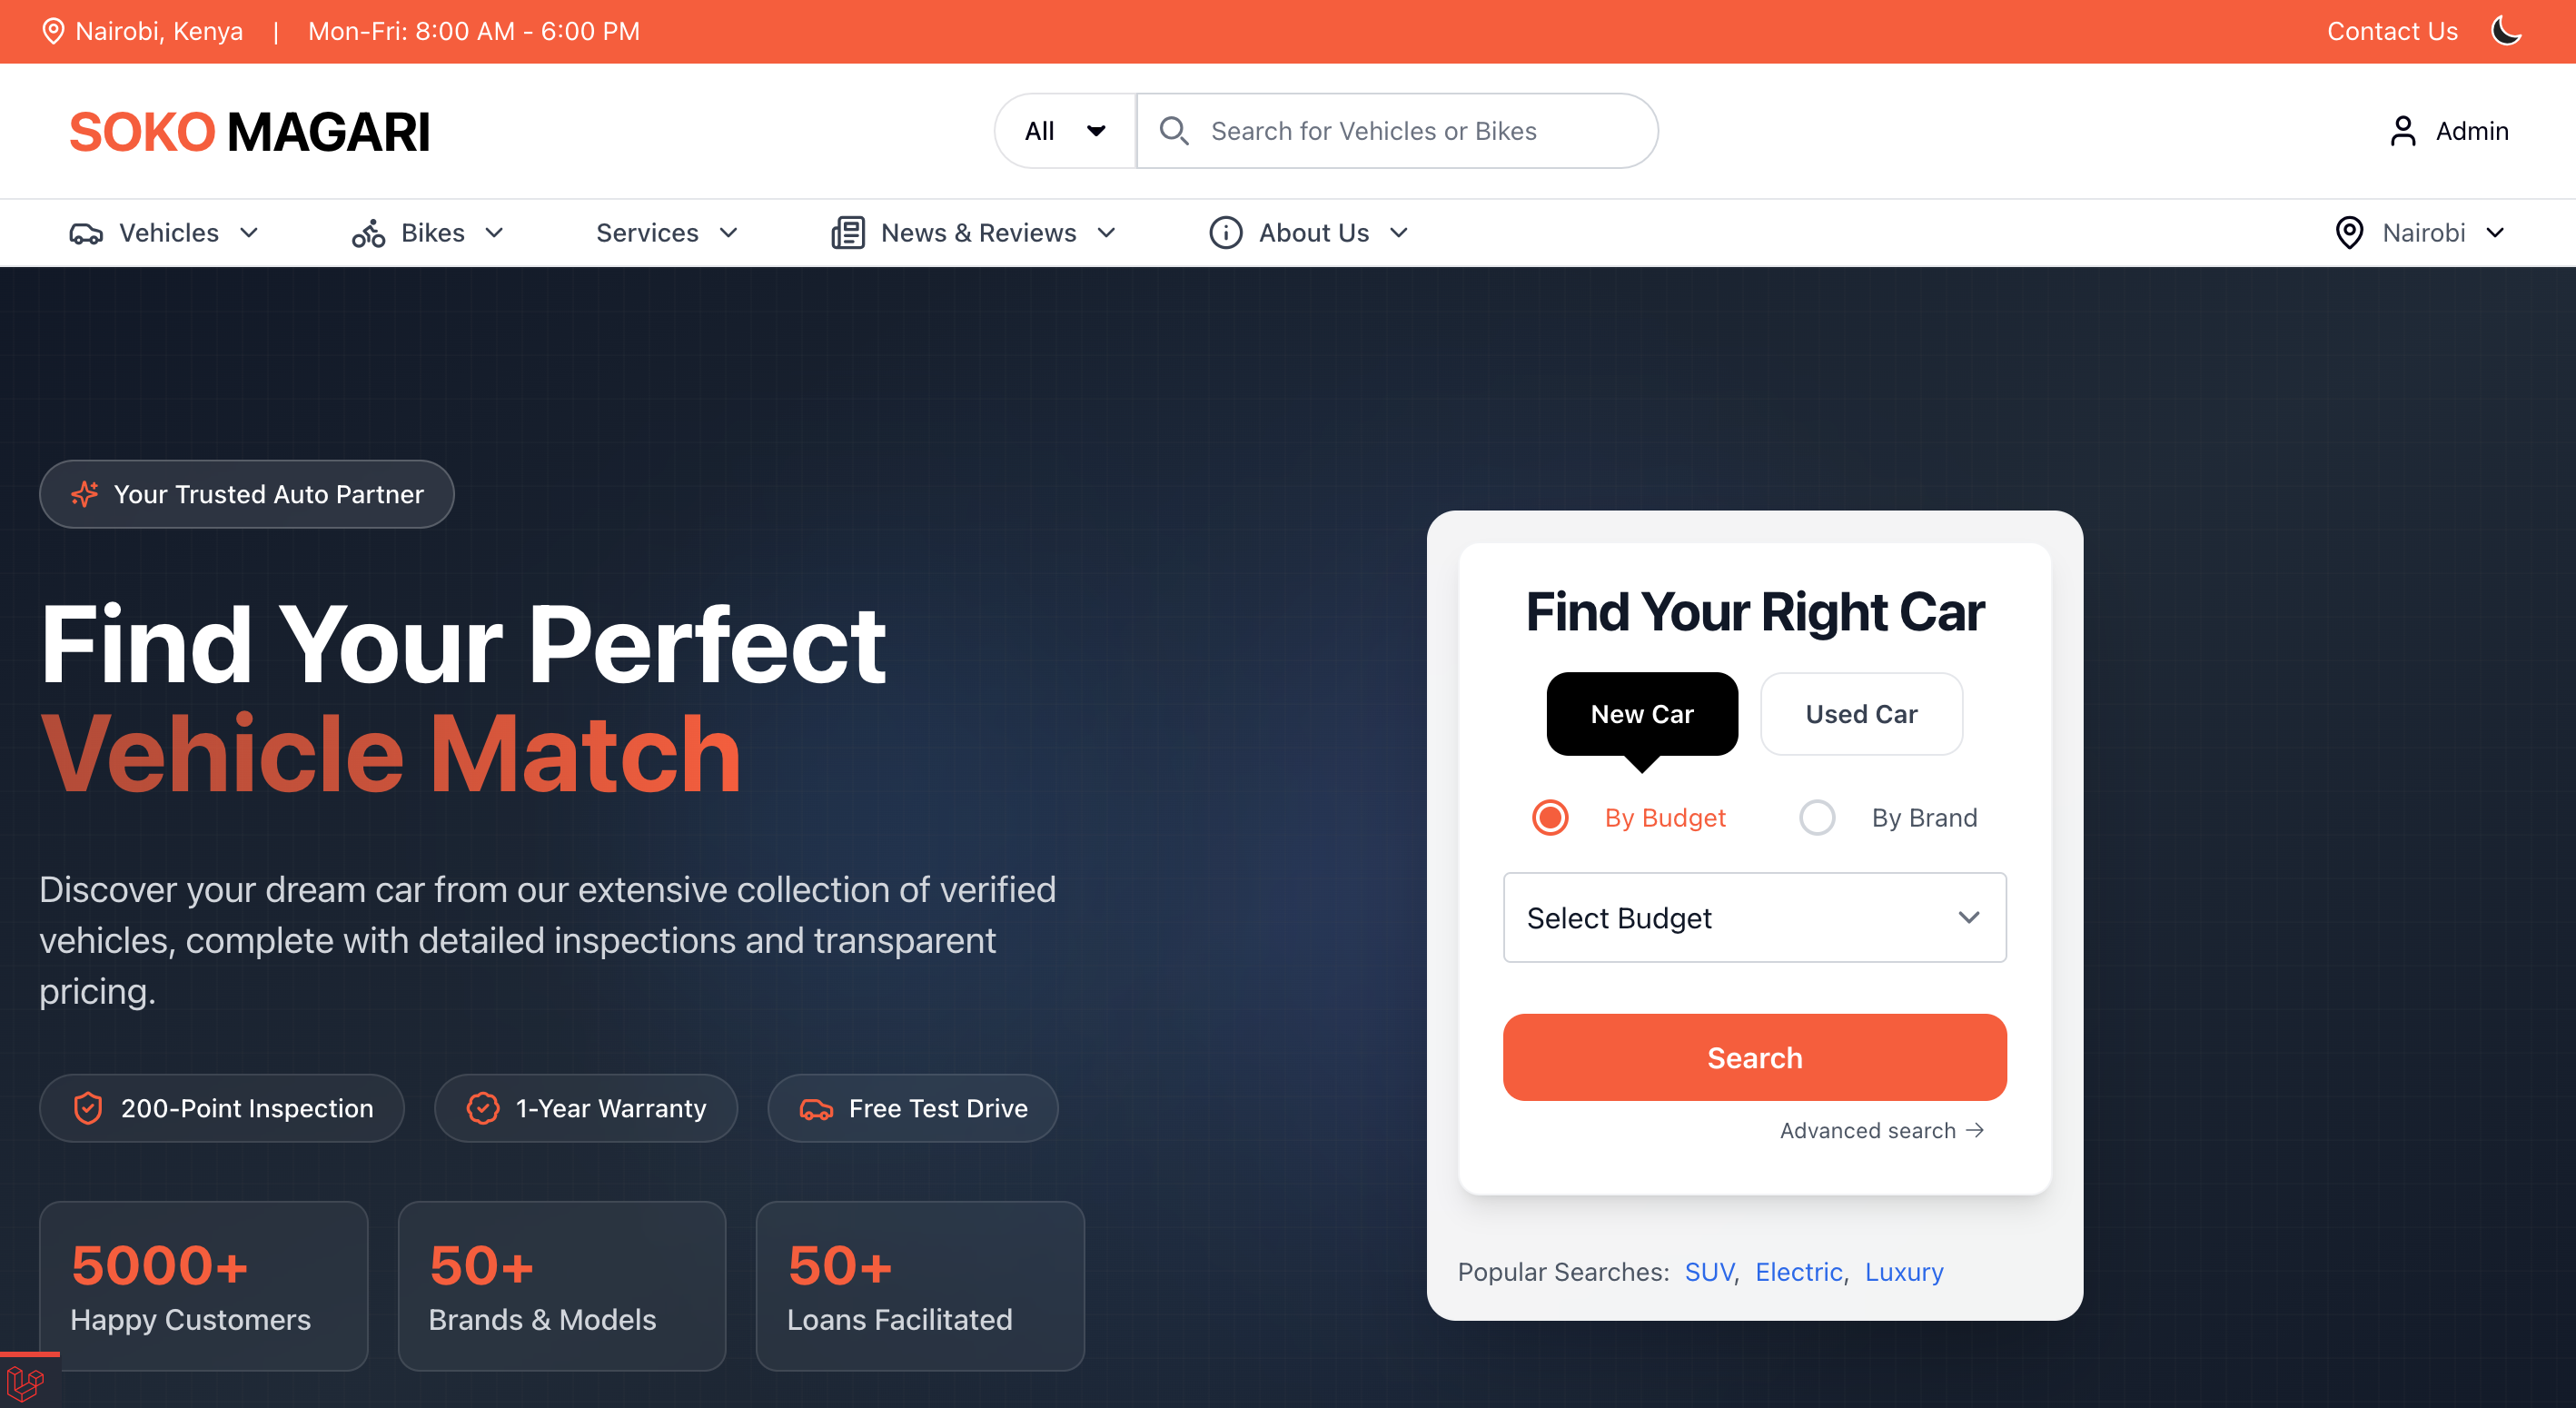 Nairobi, Kenya | Mon-Fri: 8:00 AM - 6:00 PM
Contact Us
SOKO MAGARI
All
Search for Vehicles or Bikes
Admin
Vehicles
Bikes
Services
News & Reviews
About Us
Nairobi
Your Trusted Auto Partner
Find Your Perfect
Vehicle Match
Discover your dream car from our extensive collection of verified
vehicles, complete with detailed inspections and transparent
pricing.
200-Point Inspection
1-Year Warranty
Free Test Drive
5000+
Happy Customers
50+
Brands & Models
50+
Loans Facilitated
Find Your Right Car
New Car
Used Car
By Budget
By Brand
Select Budget
Search
Advanced search →
Popular Searches: SUV, Electric, Luxury